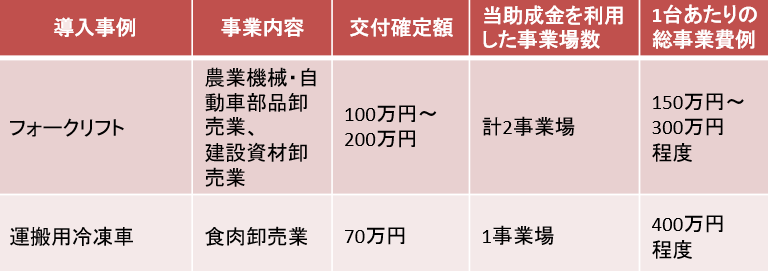 導入事例
事業内容
交付確定額
当助成金を利用
した事業場数
1台あたりの
総事業費例
フォークリフト
農業機械・自
動車部品卸
売業、
建設資材卸
売業
100万円～
200万円
計2事業場
150万円～
300万円
程度
運搬用冷凍車
食肉卸売業
70万円
1事業場
400万円
程度